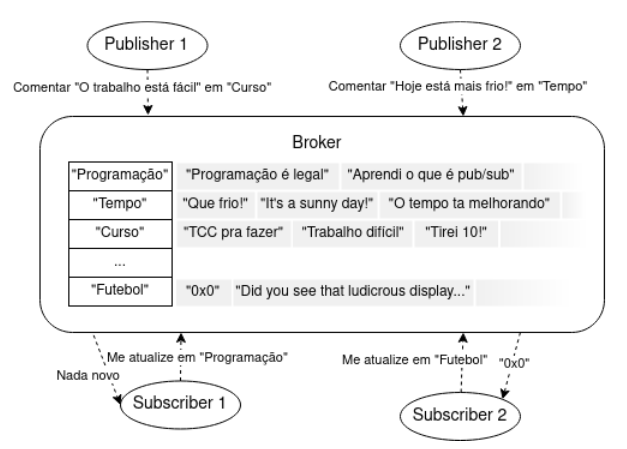 Publisher 1
Publisher 2
Comentar "O trabalho está fácil" em "Curso"
Comentar "Hoje está mais frio!" em "Tempo"
Broker
"Programação" "Programação é legal" "Aprendi o que é pub/sub"
"Tempo" "Que frio!" "It's a sunny day!" "O tempo ta melhorando"
"Curso" "TCC pra fazer" "Trabalho difícil" "Tirei 10!"
...
"Futebol" "0x0" "Did you see that ludicrous display..."
Me atualize em "Programação"
Nada novo
Me atualize em "Futebol"
"0x0"
Subscriber 1
Subscriber 2